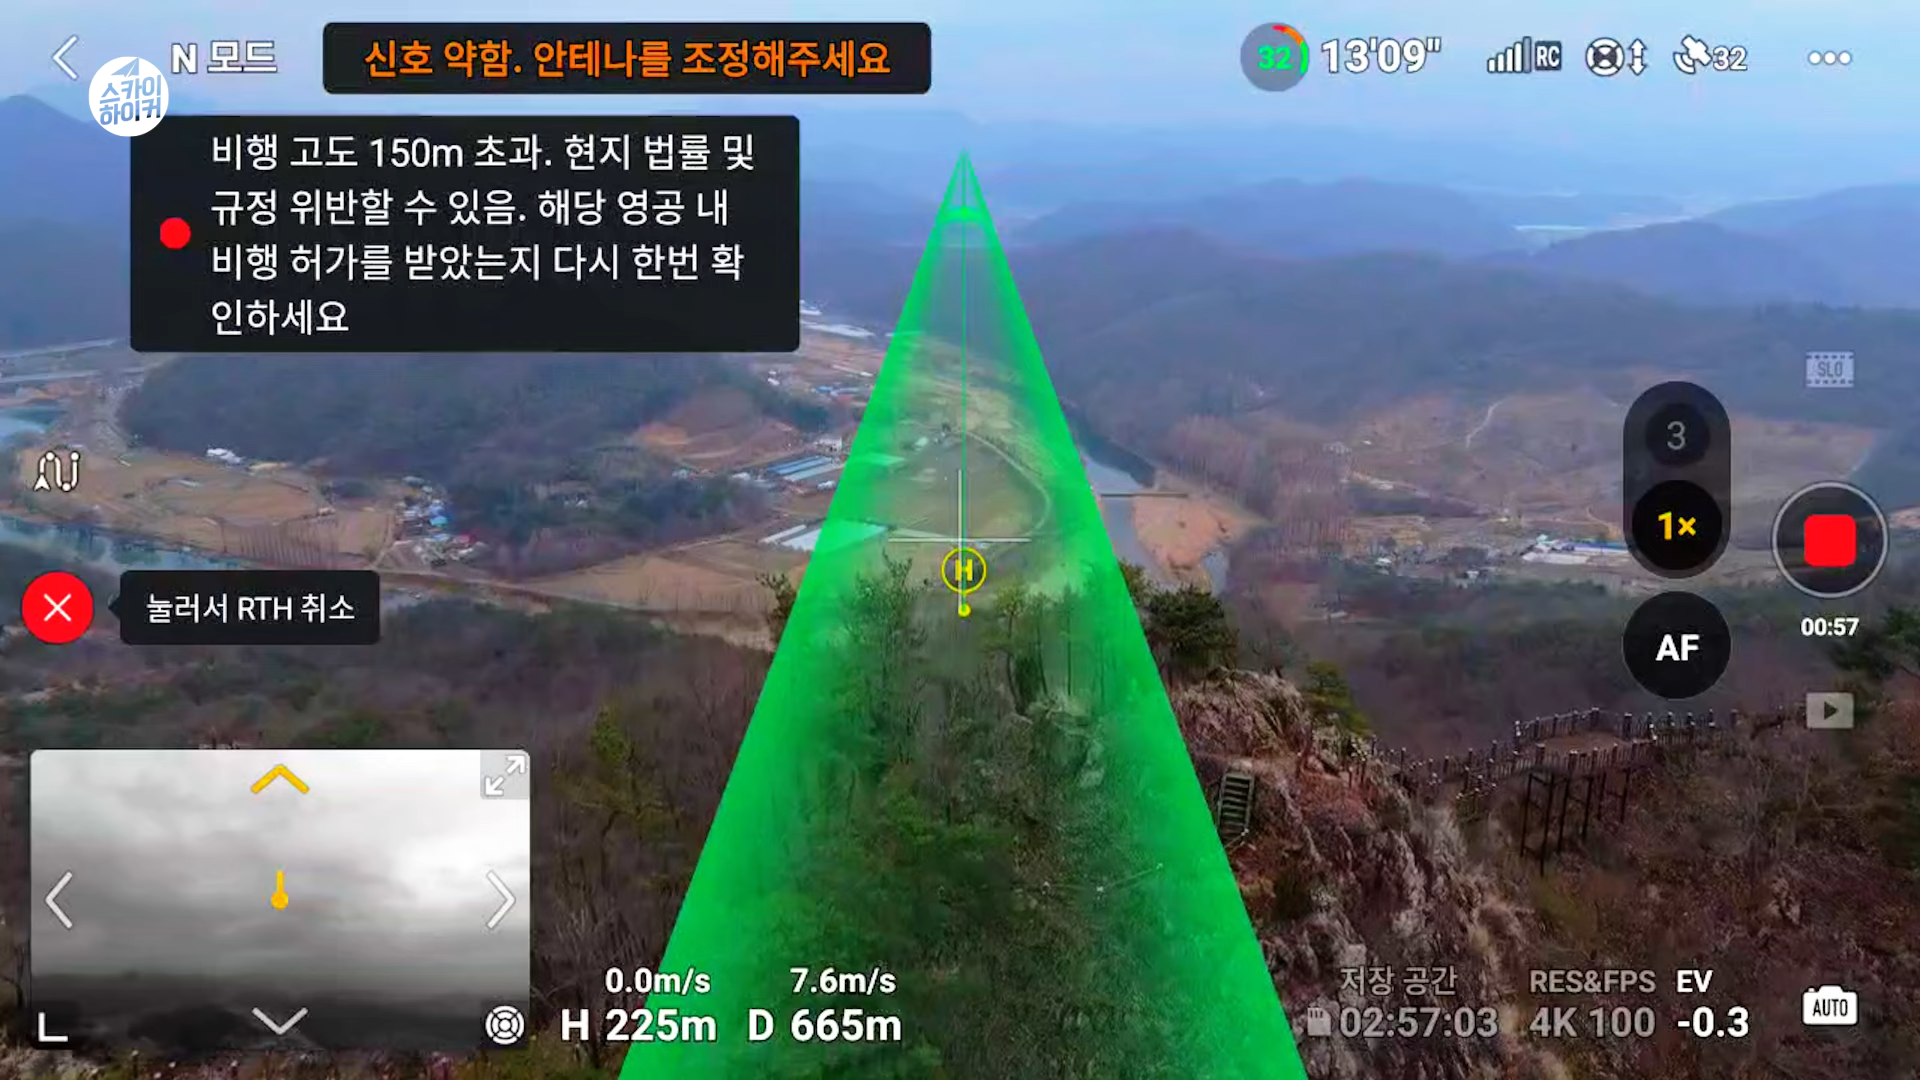 N 모드
신호 약함. 안테나를 조정해주세요
32
13'09"
RC
32
스카이
하이커
비행 고도 150m 초과. 현지 법률 및
규정 위반할 수 있음. 해당 영공 내
비행 허가를 받았는지 다시 한번 확
인하세요
SLO
3
1×
H
눌러서 RTH 취소
00:57
AF
L
0.0m/s
7.6m/s
H 225m
D 665m
저장 공간
02:57:03
RES&FPS
4K 100
EV
-0.3
AUTO